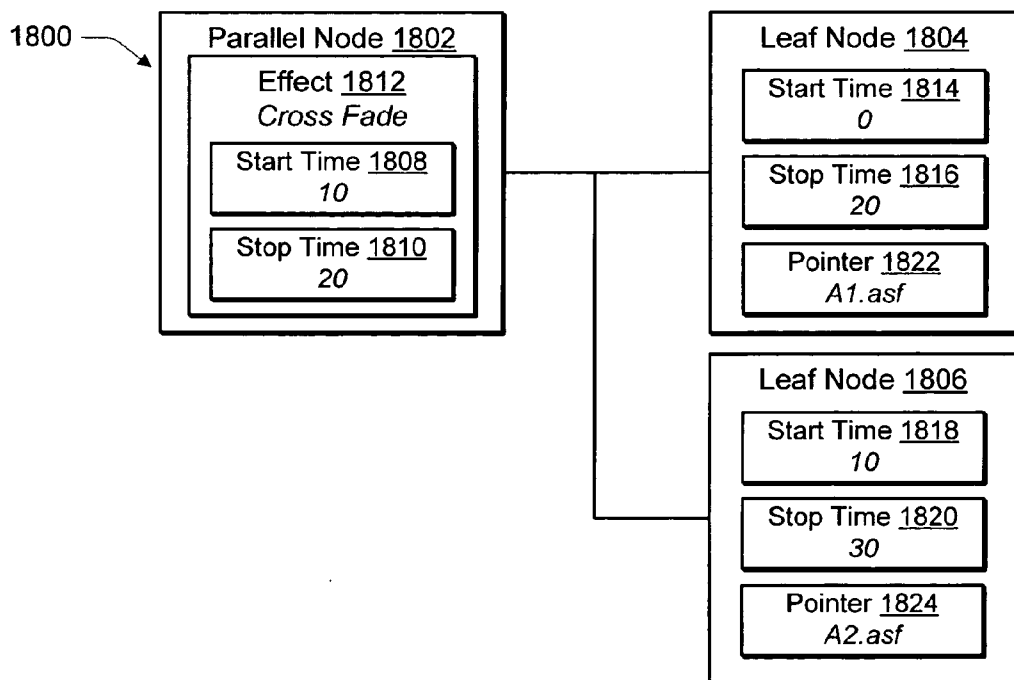 1800
Parallel Node 1802
Effect 1812
Cross Fade
Start Time 1808
10
Stop Time 1810
20
Leaf Node 1804
Start Time 1814
0
Stop Time 1816
20
Pointer 1822
A1.asf
Leaf Node 1806
Start Time 1818
10
Stop Time 1820
30
Pointer 1824
A2.asf